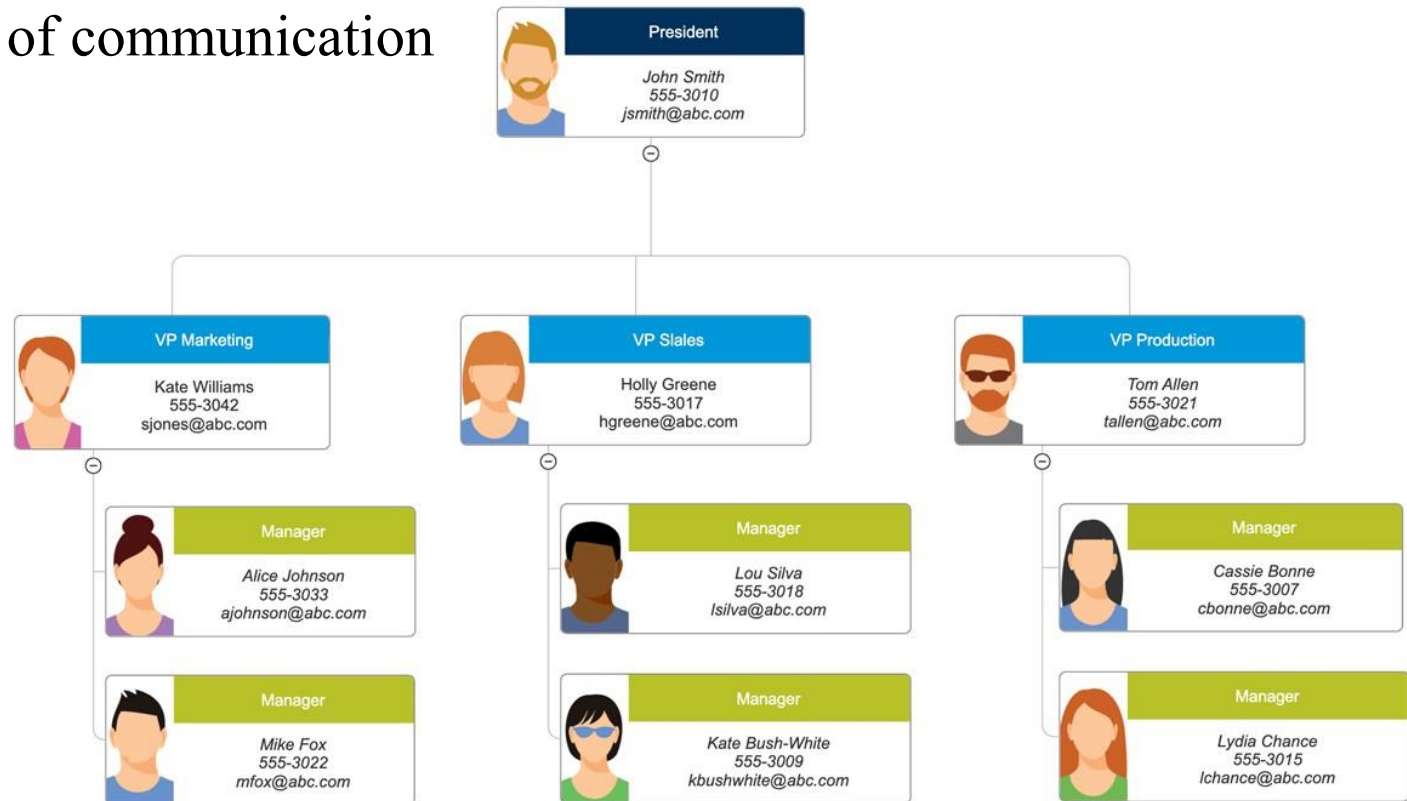 of communication
President
John Smith
555-3010
jsmith@abc.com
VP Marketing
Kate Williams
555-3042
sjones@abc.com
VP Slales
Holly Greene
555-3017
hgreene@abc.com
VP Production
Tom Allen
555-3021
tallen@abc.com
Manager
Alice Johnson
555-3033
ajohnson@abc.com
Manager
Lou Silva
555-3018
lsilva@abc.com
Manager
Cassie Bonne
555-3007
cbonne@abc.com
Manager
Mike Fox
555-3022
mfox@abc.com
Manager
Kate Bush-White
555-3009
kbushwhite@abc.com
Manager
Lydia Chance
555-3015
lchance@abc.com